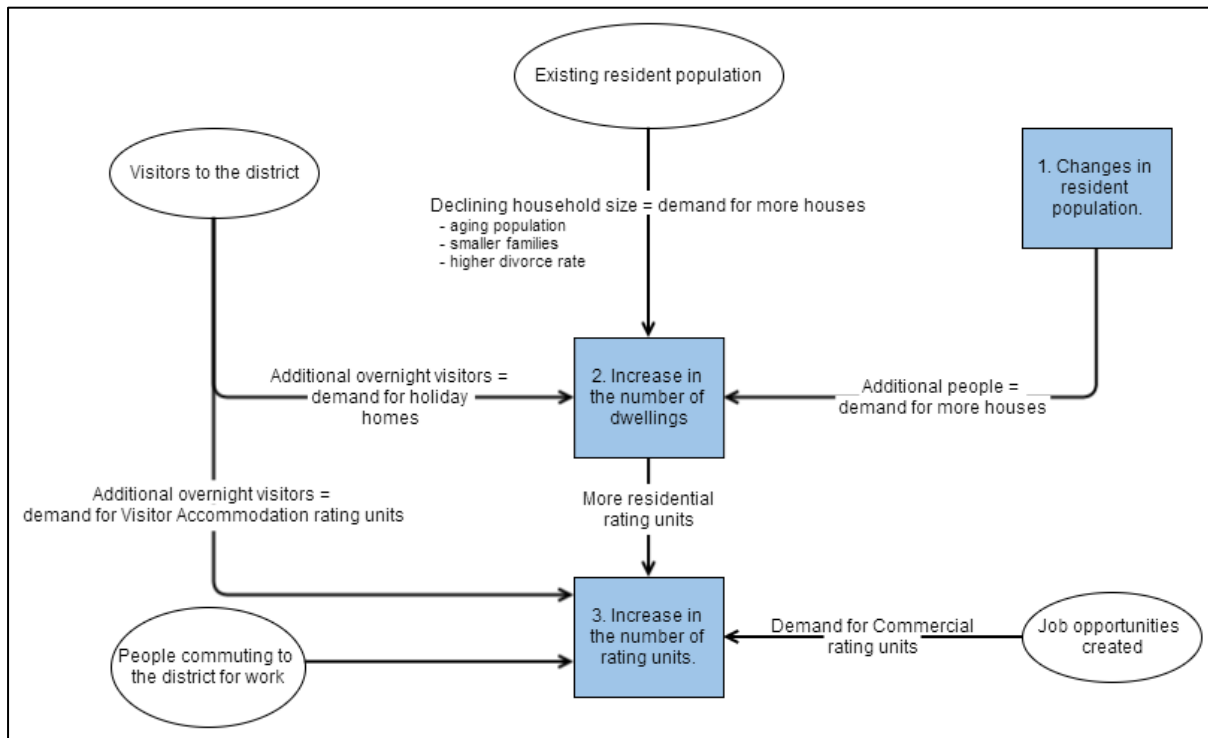 Existing resident population
Visitors to the district
1. Changes in
resident
population.
Declining household size = demand for more houses
- aging population
- smaller families
- higher divorce rate
Additional overnight visitors =
demand for holiday
homes
2. Increase in
the number of
dwellings
Additional people =
demand for more houses
Additional overnight visitors =
demand for Visitor Accommodation rating units
More residential
rating units
3. Increase in
the number of
rating units.
People commuting to
the district for work
Demand for Commercial
rating units
Job opportunities
created